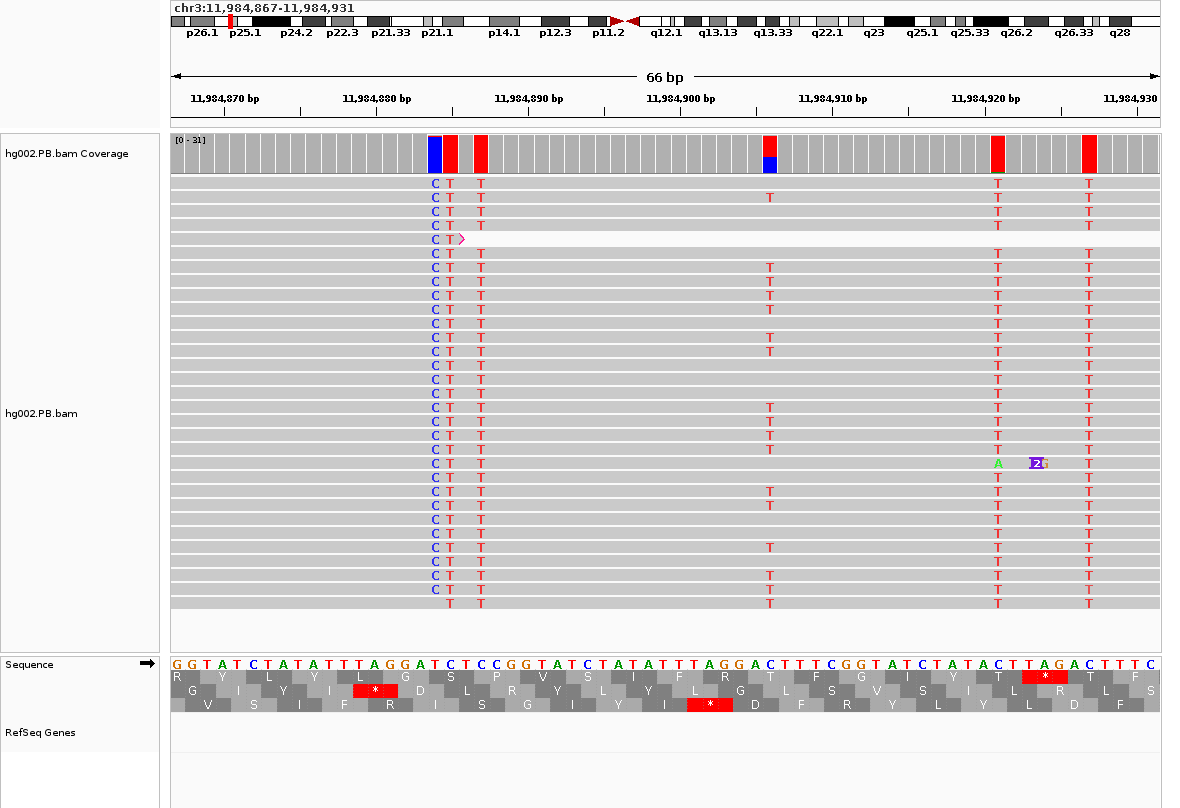 chr3:11,984,867-11,984,931
p26.1 p25.1 p24.2 p22.3 p21.33 p21.1 p14.1 p12.3 p11.2 q12.1 q13.13 q13.33 q22.1 q23 q25.1 q25.33 q26.2 q26.33 q28
66 bp
11,984,870 bp 11,984,880 bp 11,984,890 bp 11,984,900 bp 11,984,910 bp 11,984,920 bp 11,984,930
hg002.PB.bam Coverage
[0 - 31]
hg002.PB.bam
C T T T T
C T T T T T
C T T T T
C T T T T
C T
C T T T T
C T T T T T
C T T T T T
C T T T T T
C T T T T T
C T T T T
C T T T T T
C T T T T T
C T T T T
C T T T T
C T T T T
C T T T T T
C T T T T T
C T T T T T
C T T T T T
C T T A 2 G T
C T T T T
C T T T T T
C T T T T T
C T T T T
C T T T T
C T T T T T
C T T T T
C T T T T T
C T T T T T
T T T T T
Sequence
G G T A T C T A T A T T T A G G A T C T C C G G T A T C T A T A T T T A G G A C T T T C G G T A T C T A T A C T T A G A C T T T C
R Y L Y L G S P V S I F R T F G I Y T * T F
G I Y I * D L R Y L Y L G L S V S I L R L S
V S I F R I S G I Y I * D F R Y L Y L D F
RefSeq Genes